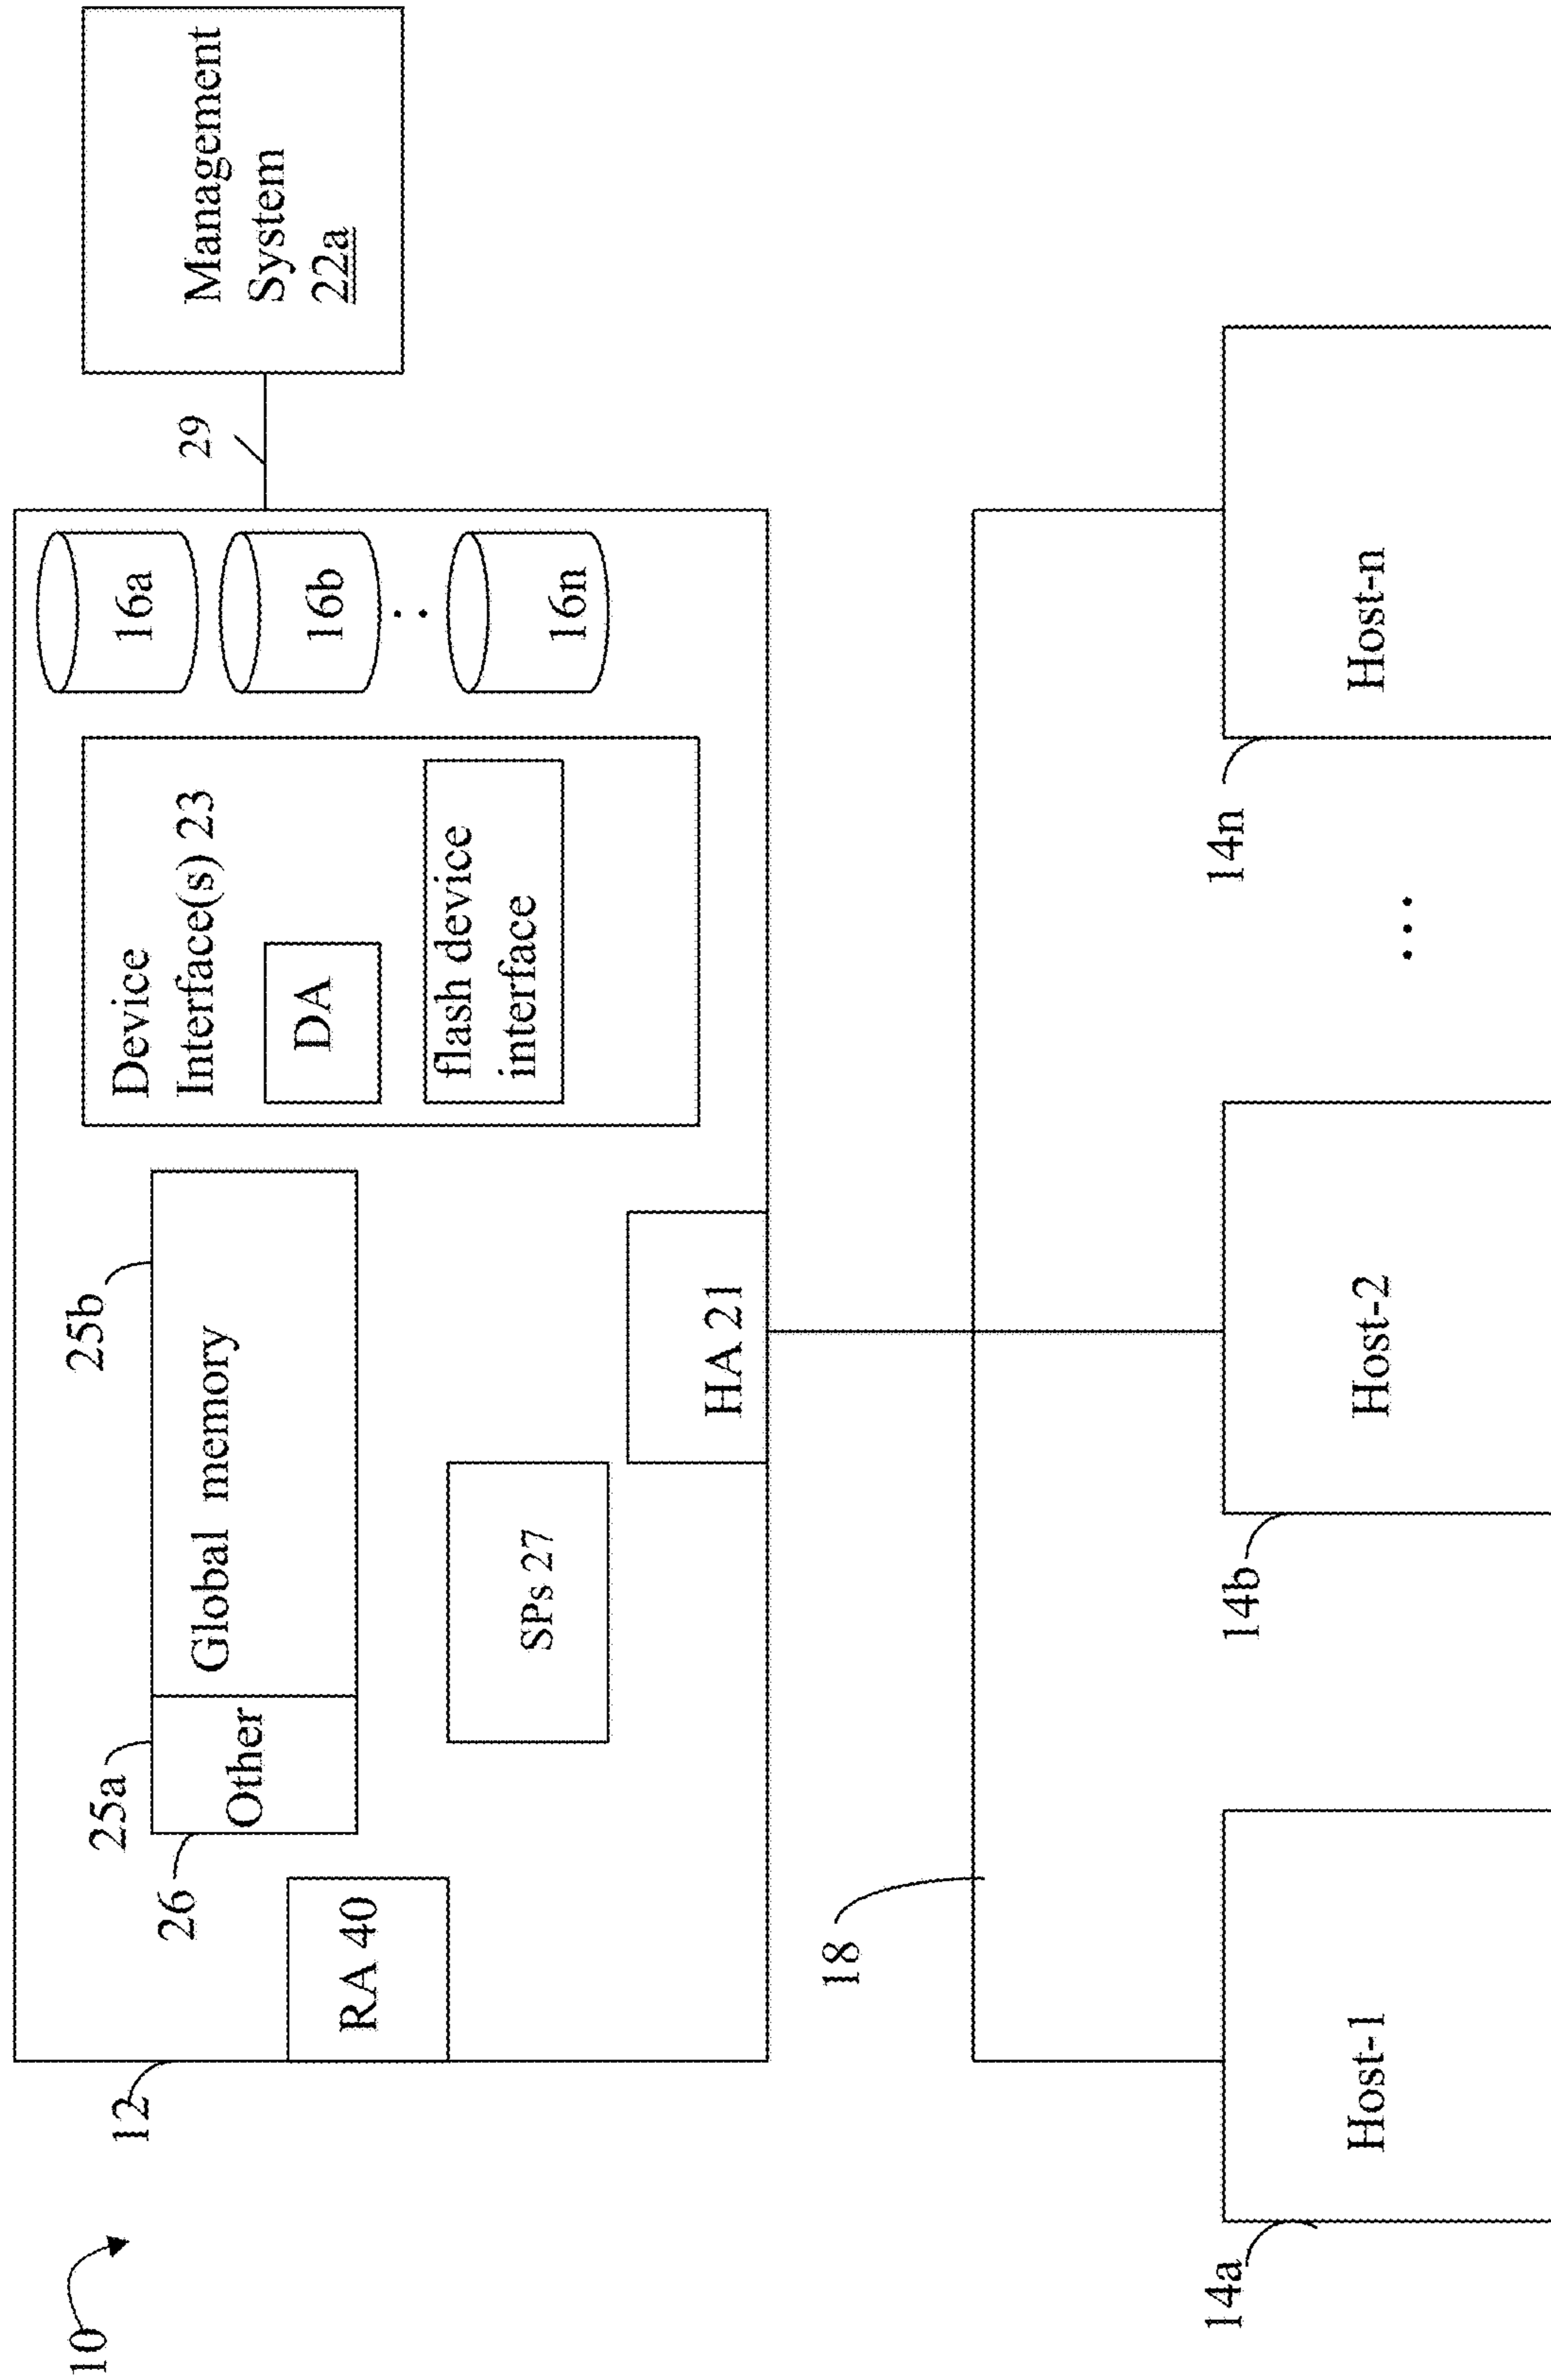 10
12
RA 40
26
25a
25b
Other
Global memory
SPs 27
HA 21
Device
Interface(s) 23
DA
flash device
interface
16a
16b
16n
29
Management
System
22a
18
14a
Host-1
14b
Host-2
...
14n
Host-n